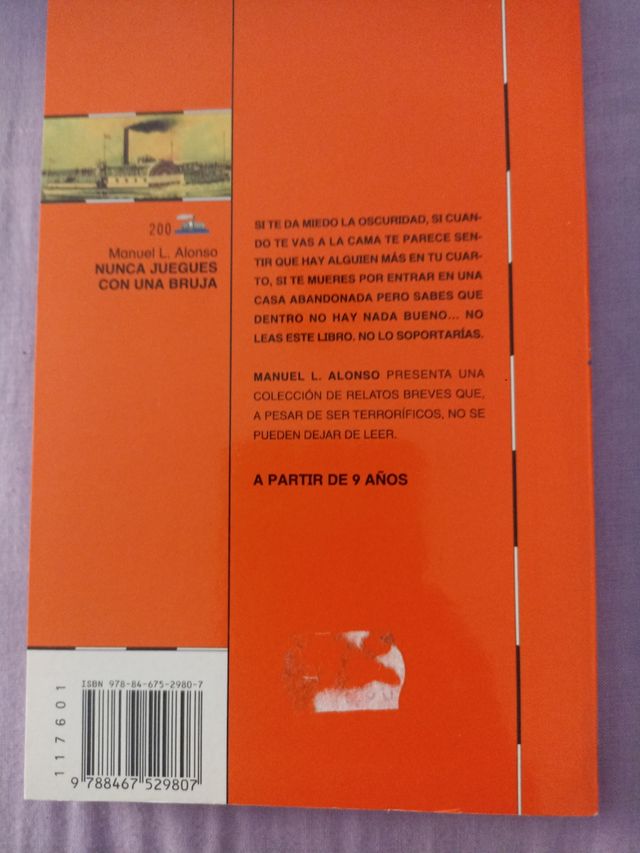 200
Manuel L. Alonso
NUNCA JUEGUES
CON UNA BRUJA
SI TE DA MIEDO LA OSCURIDAD, SI CUAN-
DO TE VAS A LA CAMA TE PARECE SEN-
TIR QUE HAY ALGUIEN MÁS EN TU CUAR-
TO, SI TE MUERES POR ENTRAR EN UNA
CASA ABANDONADA PERO SABES QUE
DENTRO NO HAY NADA BUENO... NO
LEAS ESTE LIBRO. NO LO SOPORTARÍAS.
MANUEL L. ALONSO PRESENTA UNA
COLECCIÓN DE RELATOS BREVES QUE,
A PESAR DE SER TERRORÍFICOS, NO SE
PUEDEN DEJAR DE LEER.
A PARTIR DE 9 AÑOS
ISBN 978-84-675-2980-7
117601
9 788467 529807